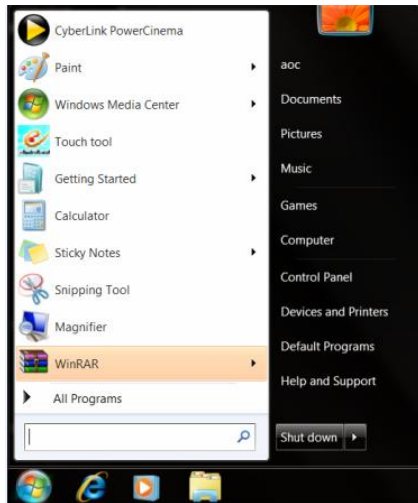 CyberLink PowerCinema
Paint
Windows Media Center
Touch tool
Getting Started
Calculator
Sticky Notes
Snipping Tool
Magnifier
WinRAR
All Programs
aoc
Documents
Pictures
Music
Games
Computer
Control Panel
Devices and Printers
Default Programs
Help and Support
Shut down